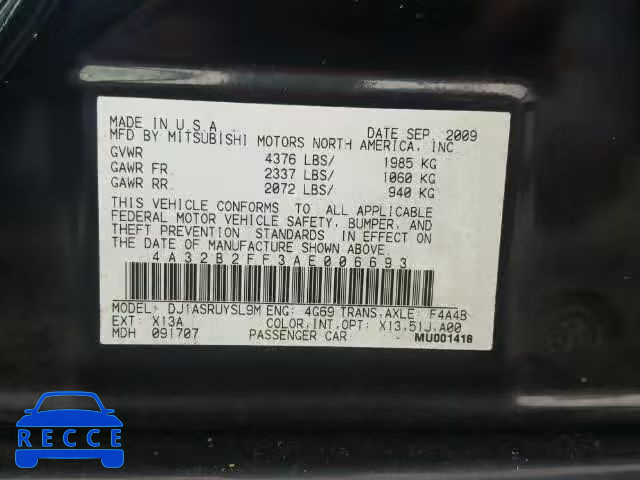 MADE IN U.S.A. DATE SEP. 2009
MFD BY MITSUBISHI MOTORS NORTH AMERICA, INC
GVWR 4376 LBS/ 1985 KG
GAWR FR 2337 LBS/ 1060 KG
GAWR RR 2072 LBS/ 940 KG
THIS VEHICLE CONFORMS TO ALL APPLICABLE
FEDERAL MOTOR VEHICLE SAFETY, BUMPER, AND
THEFT PREVENTION STANDARDS IN EFFECT ON
THE DATE OF MANUFACTURE SHOWN ABOVE.
4A32B2FF3AE006693
MODEL: DJ1ASRUYSL9M ENG: 4G69 TRANS,AXLE: F4A4B
EXT: X13A COLOR,INT,OPT: X13,51J,A00
MDH 091707 PASSENGER CAR MU001418
RECCE